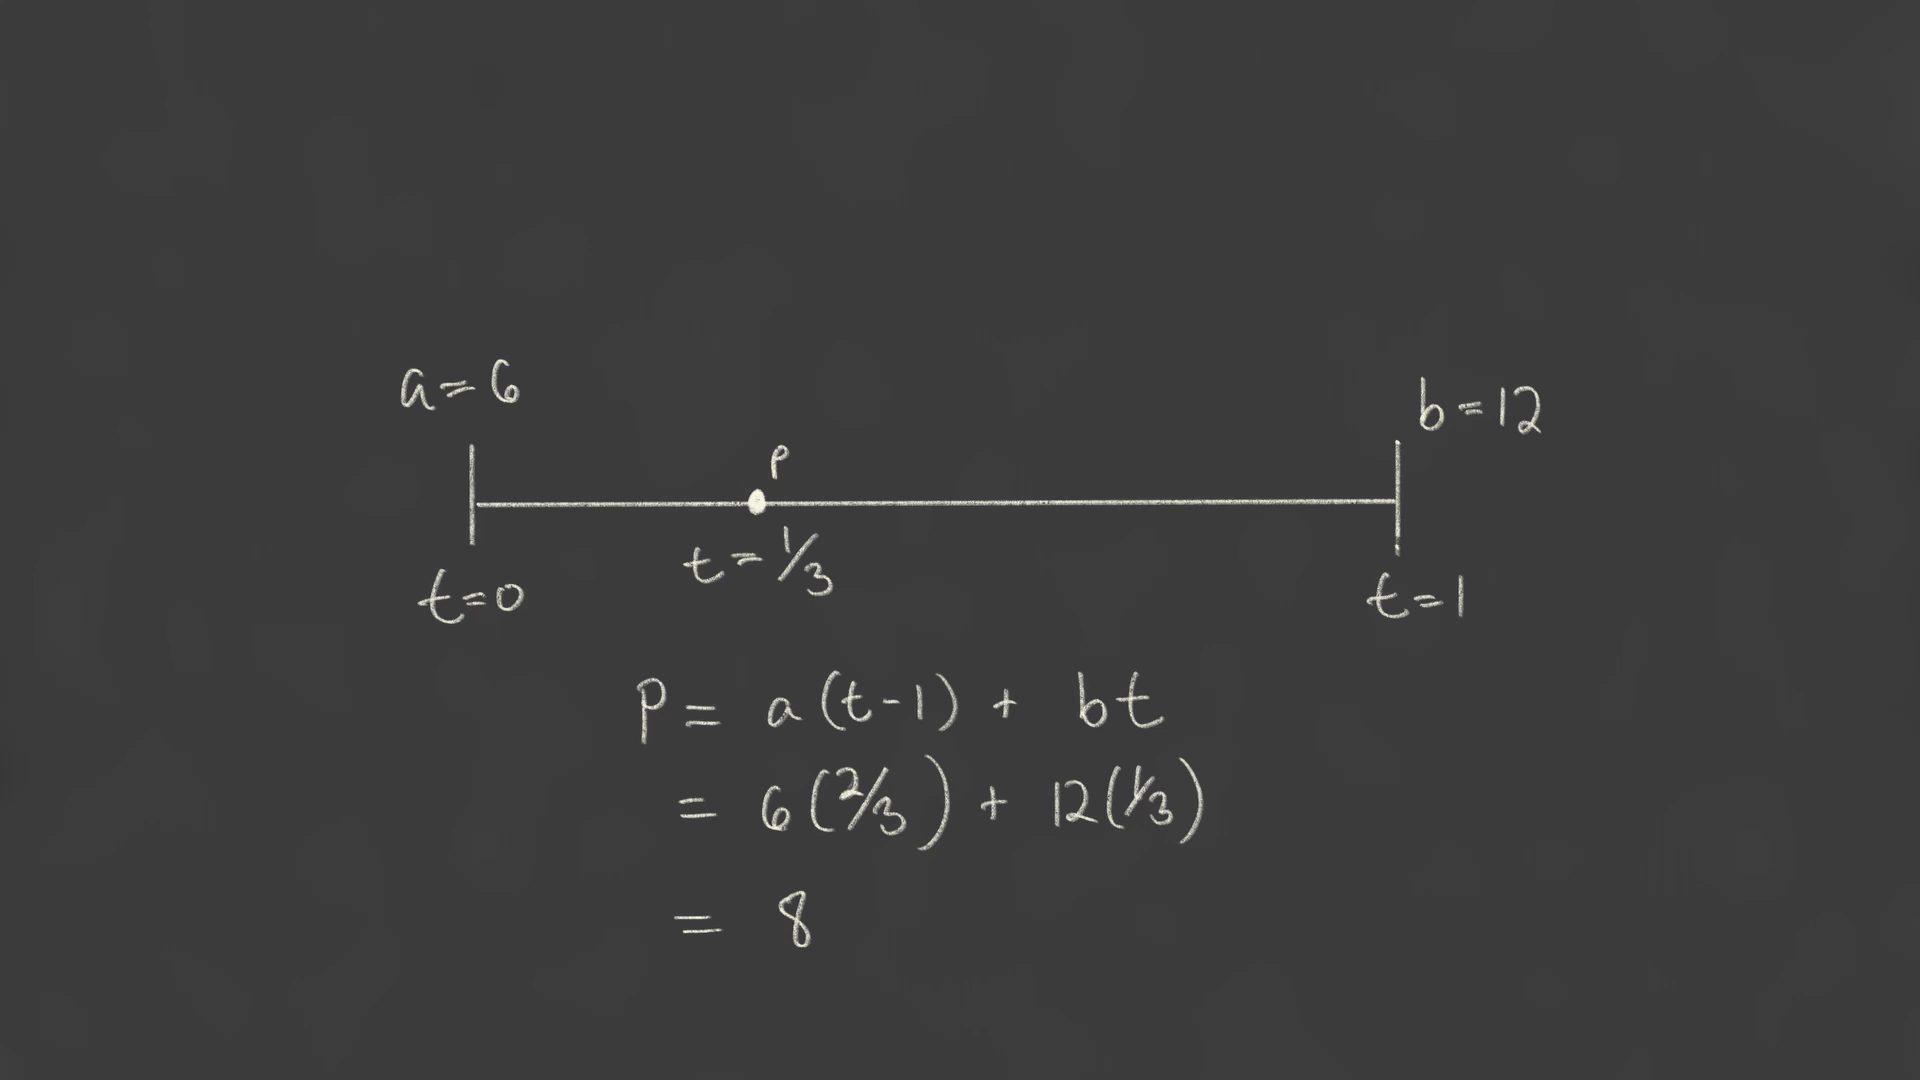 a=6
b=12
P
t=0
t=1/3
t=1
P= a(t-1) + bt
= 6(2/3) + 12(1/3)
= 8